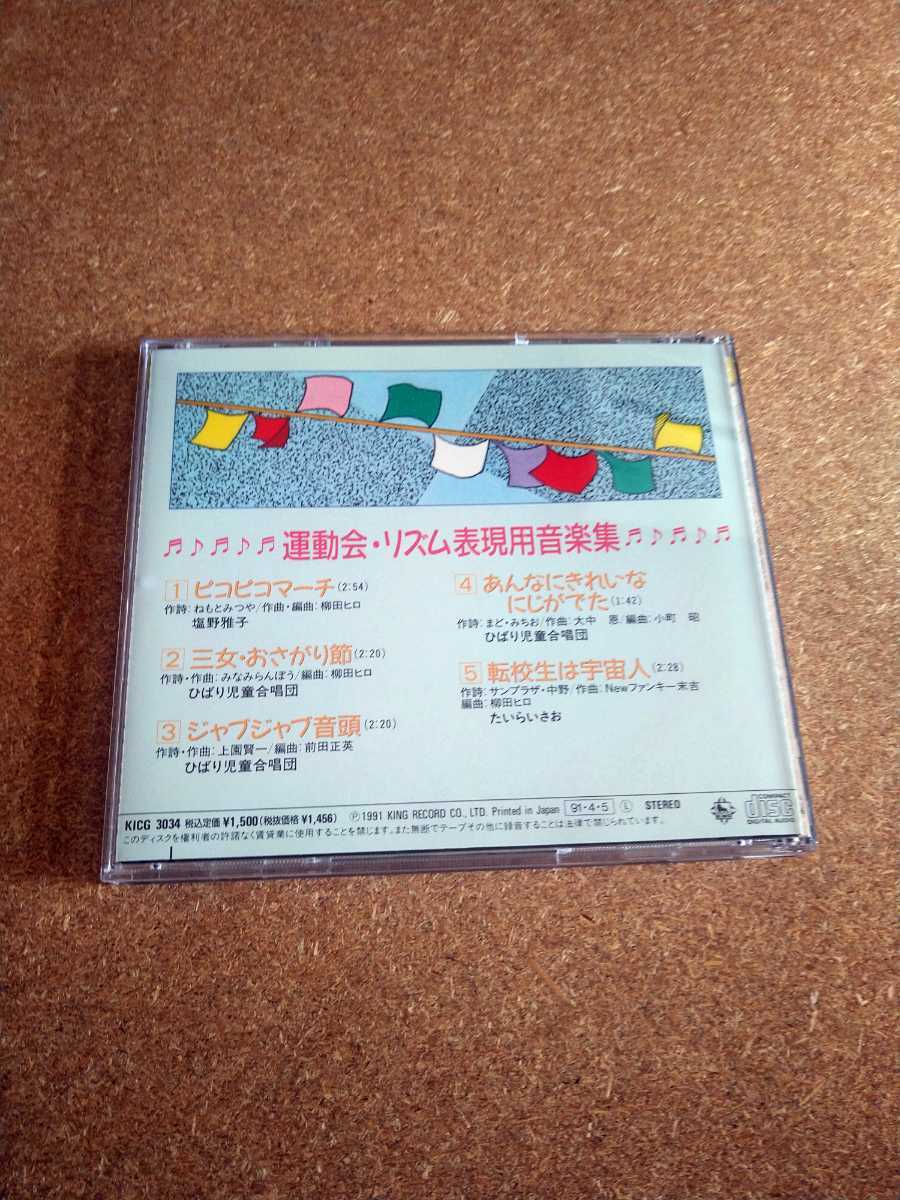 ♬♪♬♪♬運動会・リズム表現用音楽集♬♪♬♪♬
1 ピコピコマーチ(2:54)
作詩：ねもとみつや/作曲・編曲：柳田ヒロ
塩野雅子
2 三女・おさがり節(2:20)
作詩・作曲：みなみらんぼう/編曲：柳田ヒロ
ひばり児童合唱団
3 ジャブジャブ音頭(2:20)
作詩・作曲：上園賢一/編曲：前田正英
ひばり児童合唱団
4 あんなにきれいな
にじがでた(1:42)
作詩：まど・みちお/作曲：大中 恩/編曲：小町 昭
ひばり児童合唱団
5 転校生は宇宙人(2:28)
作詩：サンプラザ・中野/作曲：Newファンキー末吉
編曲：柳田ヒロ
たいらいさお
KICG 3034 税込定価¥1,500(税抜価格¥1,456) Ⓟ1991 KING RECORD CO., LTD. Printed in Japan 91・4・5 Ⓛ STEREO
このディスクを権利者の許諾なく賃貸業に使用することを禁じます。また無断でテープその他に録音することは法律で禁じられています。
COMPACT
disc
DIGITAL AUDIO